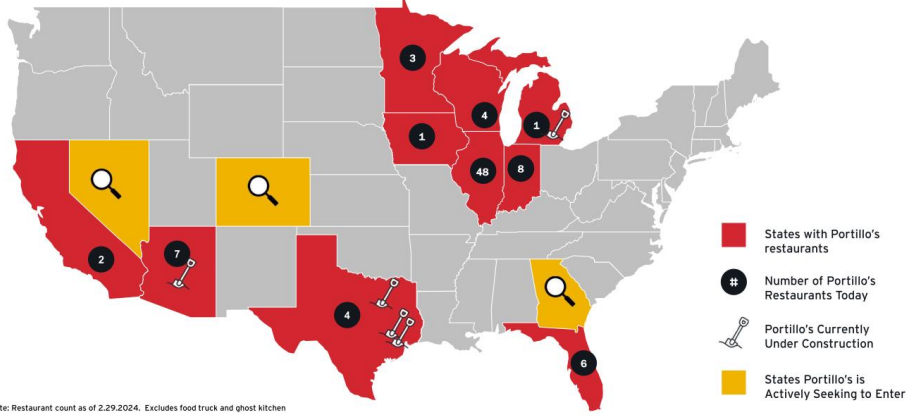 3
4
1
1
48
8
2
7
4
6
States with Portillo's
restaurants
#
Number of Portillo's
Restaurants Today
Portillo's Currently
Under Construction
States Portillo's is
Actively Seeking to Enter
te: Restaurant count as of 2.29.2024. Excludes food truck and ghost kitchen